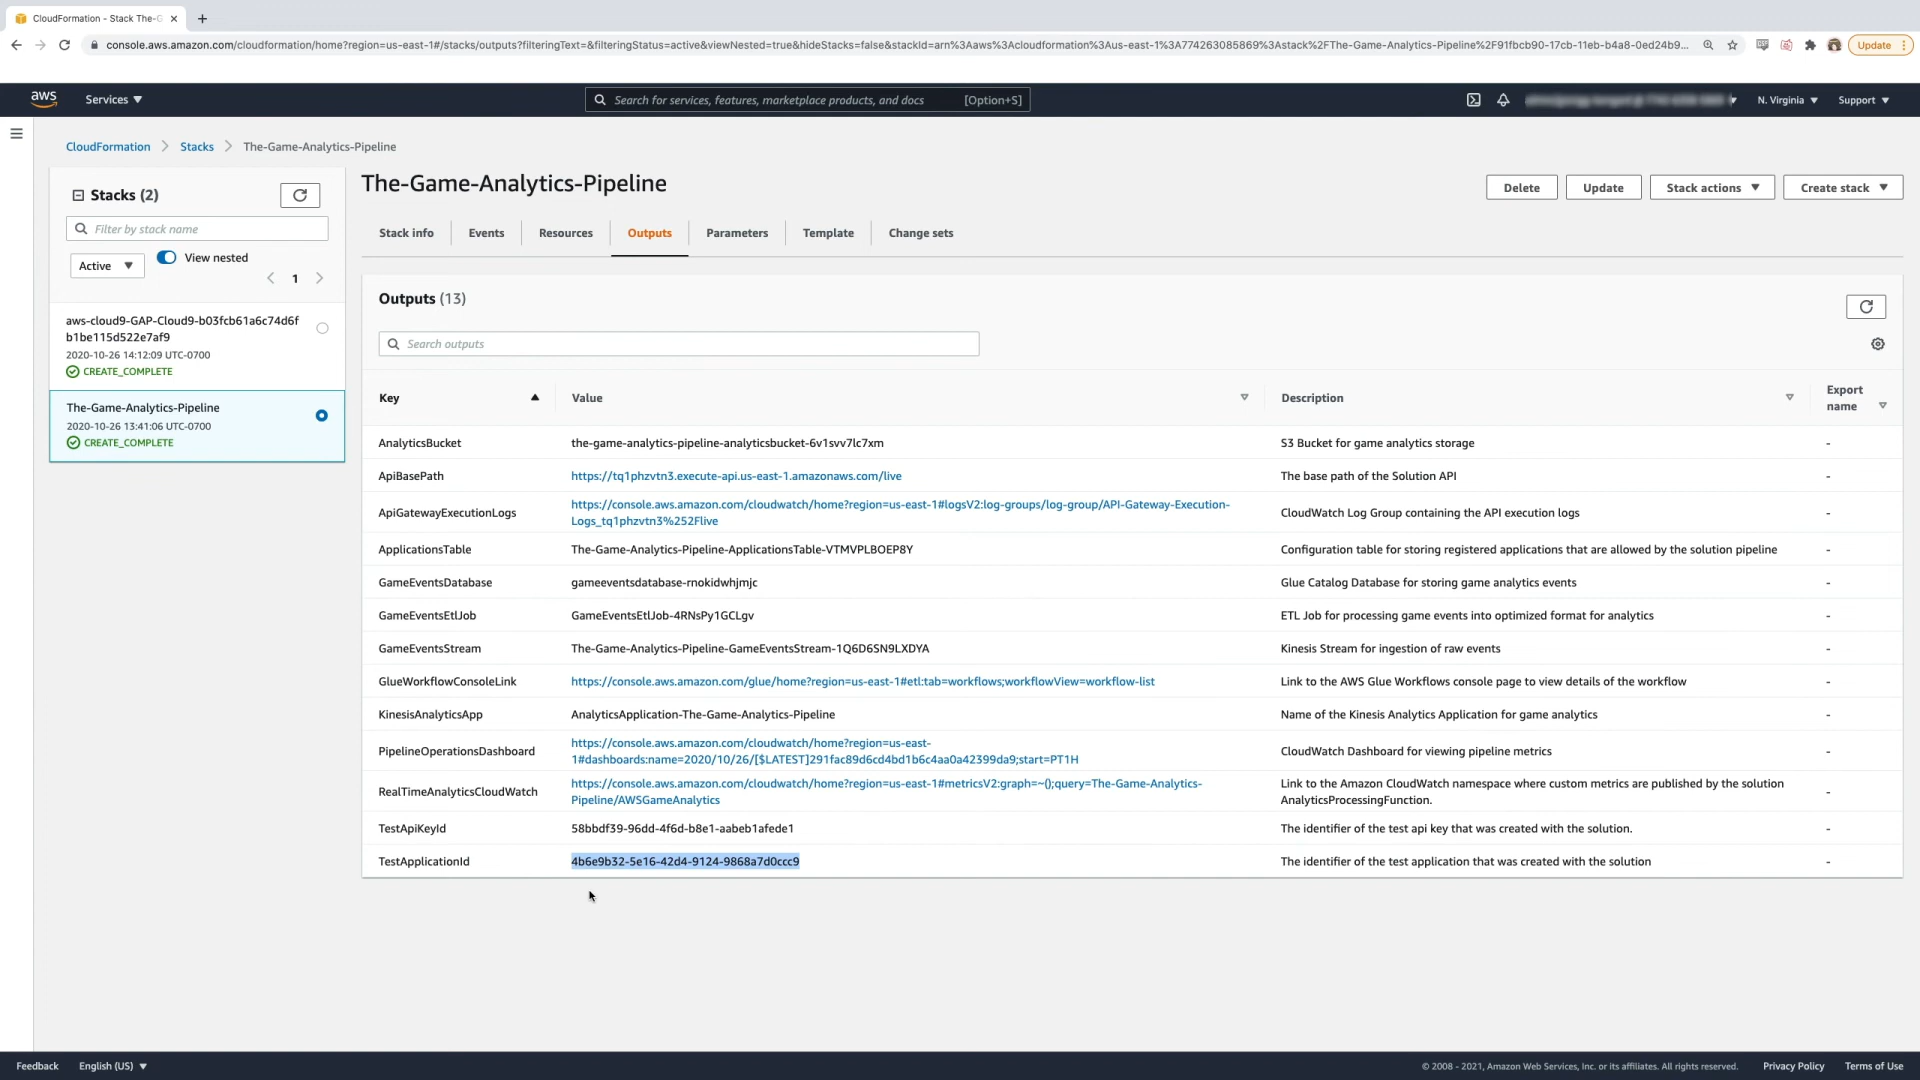 CloudFormation - Stack The-G
console.aws.amazon.com/cloudformation/home?region=us-east-1#/stacks/outputs?filteringText=&filteringStatus=active&viewNested=true&hideStacks=false&stackId=arn%3Aaws%3Acloudformation%3Aus-east-1%3A774263085869%3Astack%2FThe-Game-Analytics-Pipeline%2F91fbcb90-17cb-11eb-b4a8-0ed24b9...
Update
aws
Services
Search for services, features, marketplace products, and docs
[Option+S]
N. Virginia
Support
CloudFormation
Stacks
The-Game-Analytics-Pipeline
Stacks (2)
Filter by stack name
Active
View nested
1
aws-cloud9-GAP-Cloud9-b03fcb61a6c74d6f
b1be115d522e7af9
2020-10-26 14:12:09 UTC-0700
CREATE_COMPLETE
The-Game-Analytics-Pipeline
2020-10-26 13:41:06 UTC-0700
CREATE_COMPLETE
The-Game-Analytics-Pipeline
Delete
Update
Stack actions
Create stack
Stack info
Events
Resources
Outputs
Parameters
Template
Change sets
Outputs (13)
Search outputs
Key
Value
Description
Export
name
AnalyticsBucket
the-game-analytics-pipeline-analyticsbucket-6v1svv7lc7xm
S3 Bucket for game analytics storage
-
ApiBasePath
https://tq1phzvtn3.execute-api.us-east-1.amazonaws.com/live
The base path of the Solution API
-
ApiGatewayExecutionLogs
https://console.aws.amazon.com/cloudwatch/home?region=us-east-1#logsV2:log-groups/log-group/API-Gateway-Execution-
Logs_tq1phzvtn3%252Flive
CloudWatch Log Group containing the API execution logs
-
ApplicationsTable
The-Game-Analytics-Pipeline-ApplicationsTable-VTMVPLBOEP8Y
Configuration table for storing registered applications that are allowed by the solution pipeline
-
GameEventsDatabase
gameeventsdatabase-rnokidwhjmjc
Glue Catalog Database for storing game analytics events
-
GameEventsEtlJob
GameEventsEtlJob-4RNsPy1GCLgv
ETL Job for processing game events into optimized format for analytics
-
GameEventsStream
The-Game-Analytics-Pipeline-GameEventsStream-1Q6D6SN9LXDYA
Kinesis Stream for ingestion of raw events
-
GlueWorkflowConsoleLink
https://console.aws.amazon.com/glue/home?region=us-east-1#etl:tab=workflows;workflowView=workflow-list
Link to the AWS Glue Workflows console page to view details of the workflow
-
KinesisAnalyticsApp
AnalyticsApplication-The-Game-Analytics-Pipeline
Name of the Kinesis Analytics Application for game analytics
-
PipelineOperationsDashboard
https://console.aws.amazon.com/cloudwatch/home?region=us-east-
1#dashboards:name=2020/10/26/[$LATEST]291fac89d6cd4bd1b6c4aa0a42399da9;start=PT1H
CloudWatch Dashboard for viewing pipeline metrics
-
RealTimeAnalyticsCloudWatch
https://console.aws.amazon.com/cloudwatch/home?region=us-east-1#metricsV2:graph=~();query=The-Game-Analytics-
Pipeline/AWSGameAnalytics
Link to the Amazon CloudWatch namespace where custom metrics are published by the solution
AnalyticsProcessingFunction.
-
TestApiKeyId
58bbdf39-96dd-4f6d-b8e1-aabeb1afede1
The identifier of the test api key that was created with the solution.
-
TestApplicationId
4b6e9b32-5e16-42d4-9124-9868a7d0ccc9
The identifier of the test application that was created with the solution
-
Feedback
English (US)
© 2008 - 2021, Amazon Web Services, Inc. or its affiliates. All rights reserved.
Privacy Policy
Terms of Use